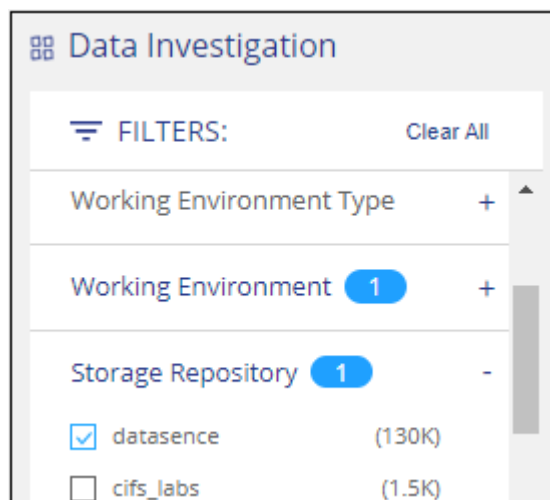 Data Investigation
FILTERS: Clear All
Working Environment Type +
Working Environment 1 +
Storage Repository 1 -
datasence (130K)
cifs_labs (1.5K)